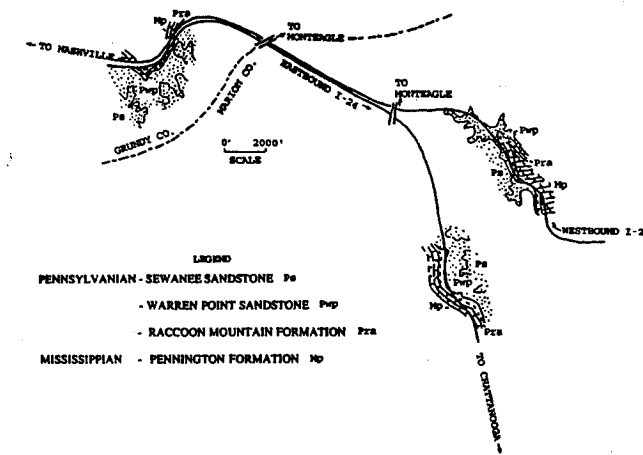 Pra
Mp
TO MONTEAGLE
TO NASHVILLE
Pwp
Ps
GRUNDY CO.
MARION CO.
EASTBOUND I-24
0' 2000'
SCALE
TO
MONTEAGLE
Pwp
Pra
Ps
Mp
WESTBOUND I-2
Ps
Pwp
Mp
Pra
TO CHATTANOOGA
LEGEND
PENNSYLVANIAN - SEWANEE SANDSTONE Ps
- WARREN POINT SANDSTONE Pwp
- RACCOON MOUNTAIN FORMATION Pra
MISSISSIPPIAN - PENNINGTON FORMATION Mp